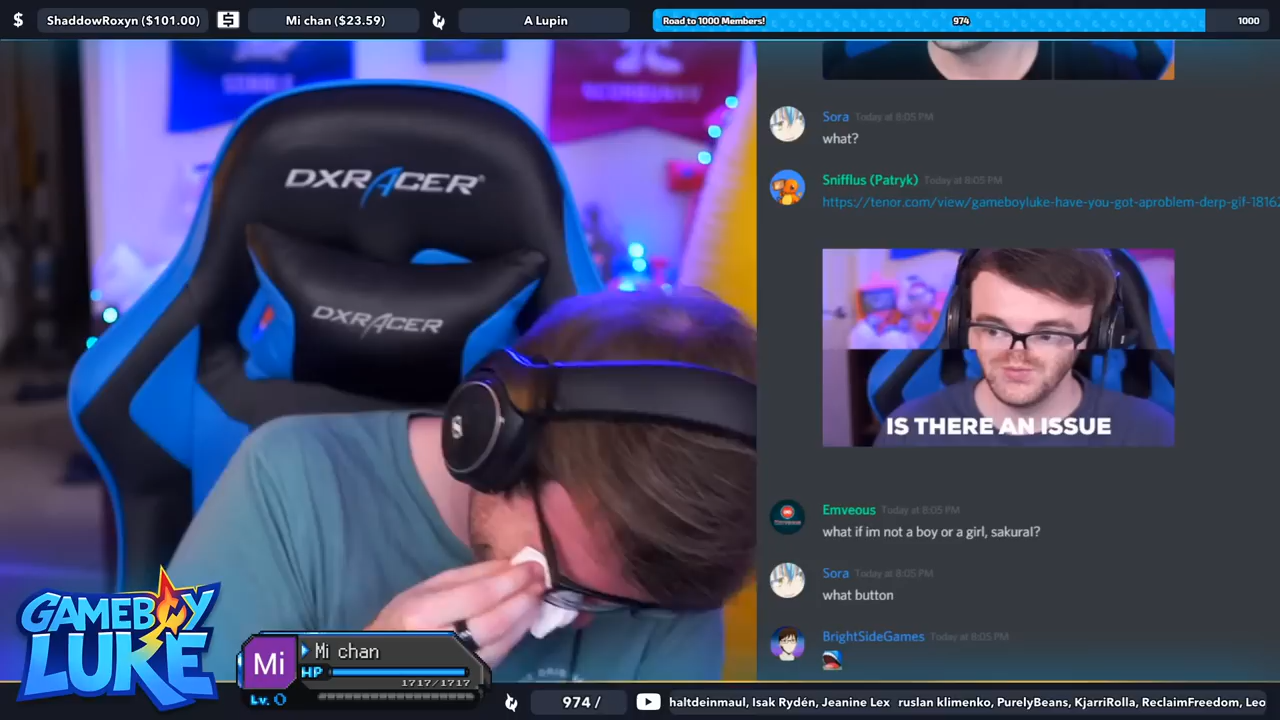 ShaddowRoxyn ($101.00)
Mi chan ($23.59)
A Lupin
Road to 1000 Members!
974
1000
DXRACER
DXRACER
Sora Today at 8:05 PM
what?
Snifflus (Patryk) Today at 8:05 PM
https://tenor.com/view/gameboyluke-have-you-got-aproblem-derp-gif-1816
IS THERE AN ISSUE
Emveous Today at 8:05 PM
what if im not a boy or a girl, sakural?
Sora Today at 8:05 PM
what button
BrightSideGames Today at 8:05 PM
GAMEBOY
LUKE
Mi
Mi chan
HP
1717/1717
Lv. 0
974 /
haltdeinmaul, Isak Rydén, Jeanine Lex ruslan klimenko, PurelyBeans, KjarriRolla, ReclaimFreedom, Leo